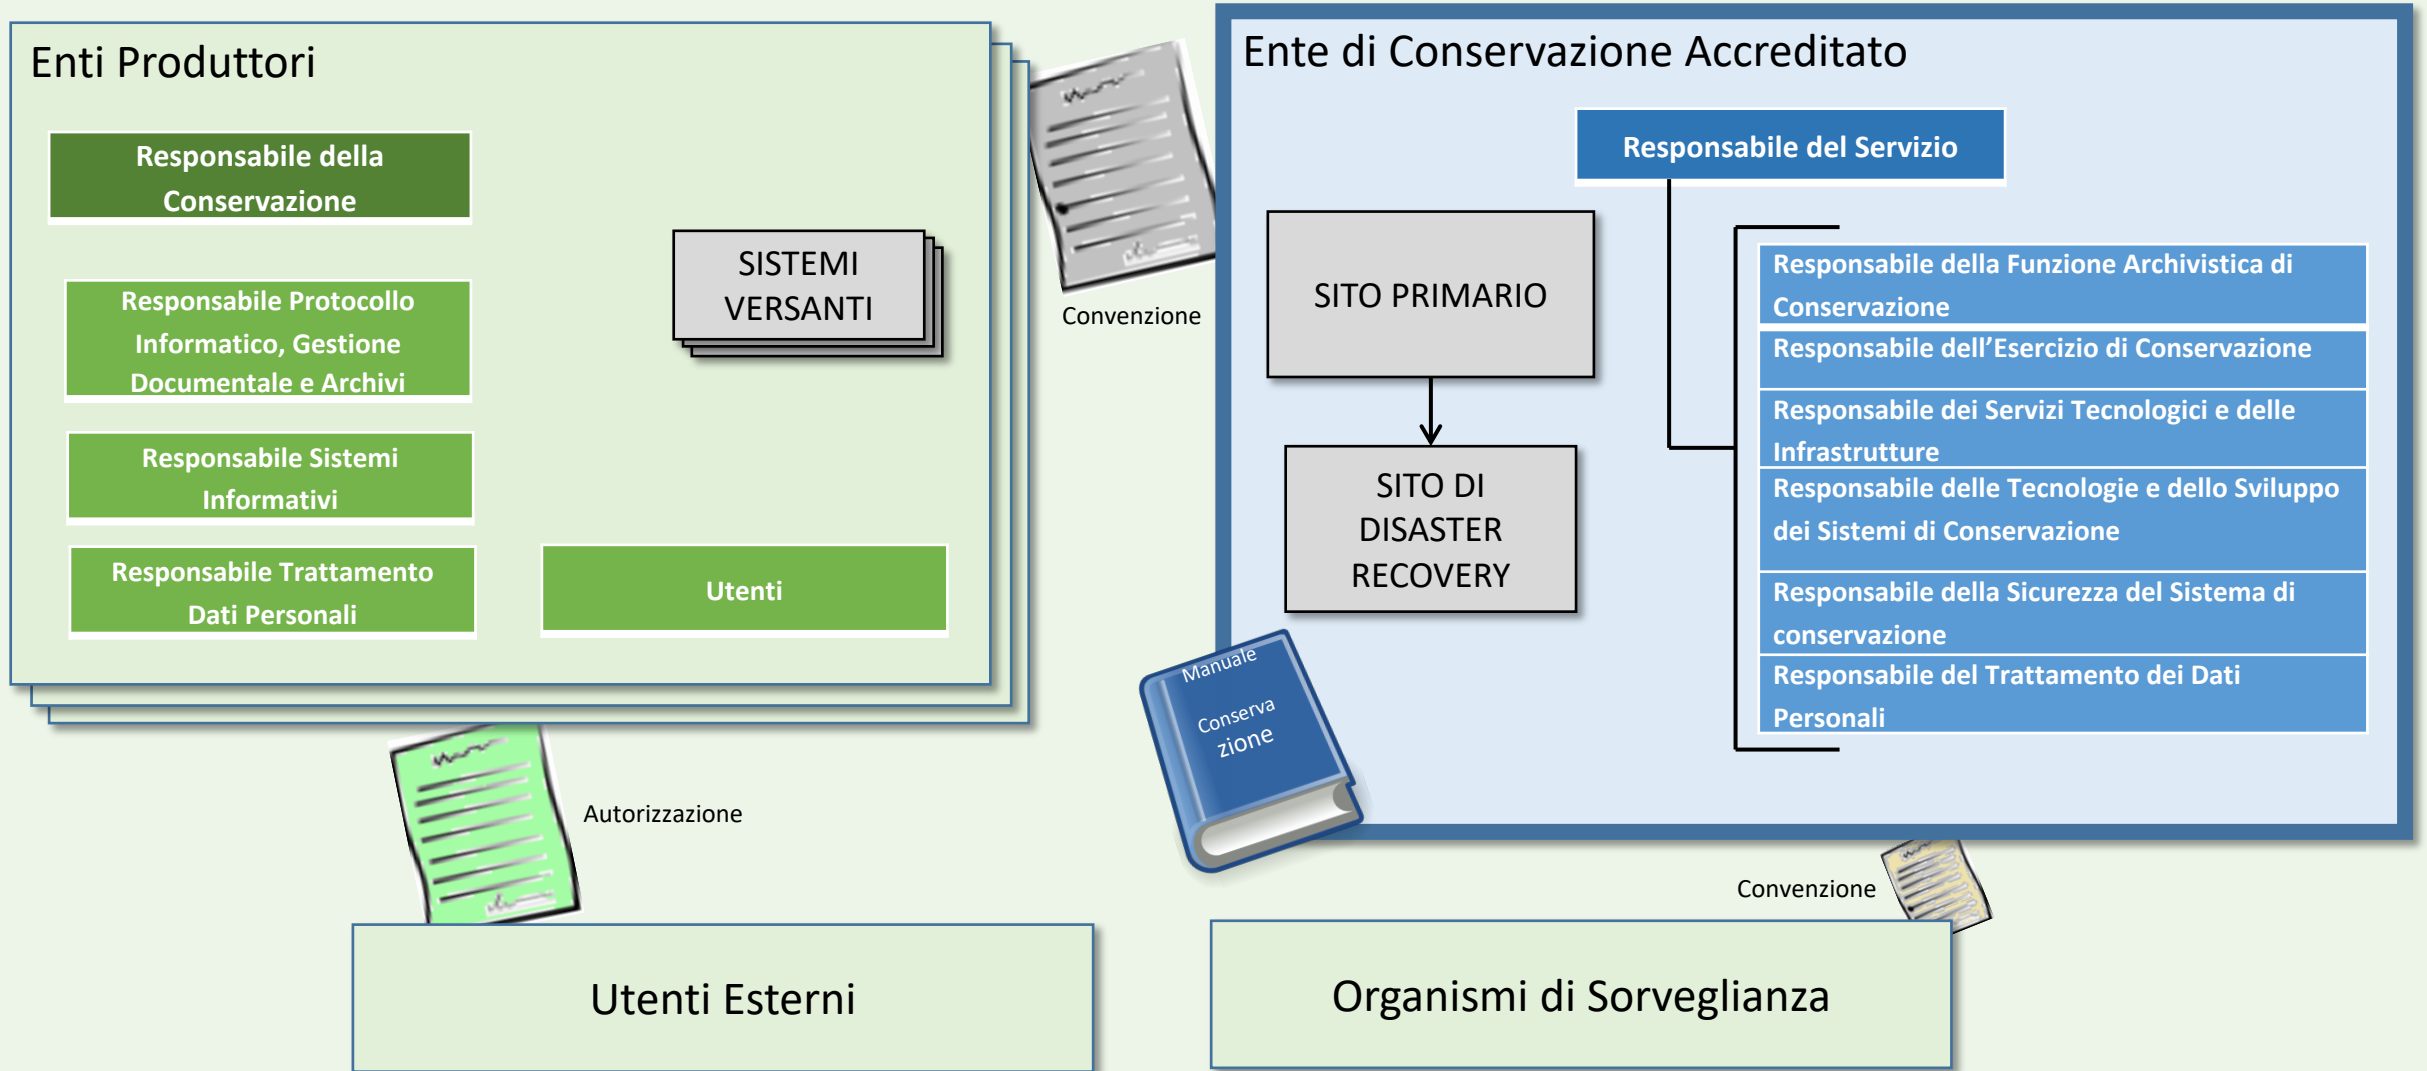 Enti Produttori
Responsabile della
Conservazione
Responsabile Protocollo
Informatico, Gestione
Documentale e Archivi
Responsabile Sistemi
Informativi
Responsabile Trattamento
Dati Personali
SISTEMI
VERSANTI
Utenti
Convenzione
Ente di Conservazione Accreditato
Responsabile del Servizio
SITO PRIMARIO
SITO DI
DISASTER
RECOVERY
Responsabile della Funzione Archivistica di
Conservazione
Responsabile dell’Esercizio di Conservazione
Responsabile dei Servizi Tecnologici e delle
Infrastrutture
Responsabile delle Tecnologie e dello Sviluppo
dei Sistemi di Conservazione
Responsabile della Sicurezza del Sistema di
conservazione
Responsabile del Trattamento dei Dati
Personali
Manuale
Conserva
zione
Autorizzazione
Convenzione
Utenti Esterni
Organismi di Sorveglianza